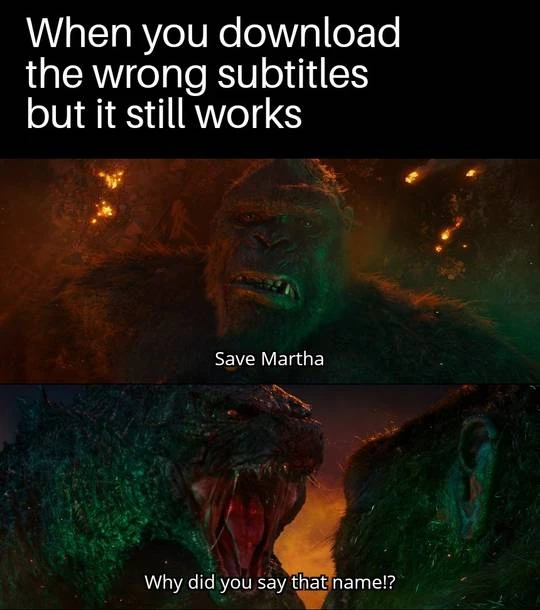 When you download
the wrong subtitles
but it still works
Save Martha
Why did you say that name!?